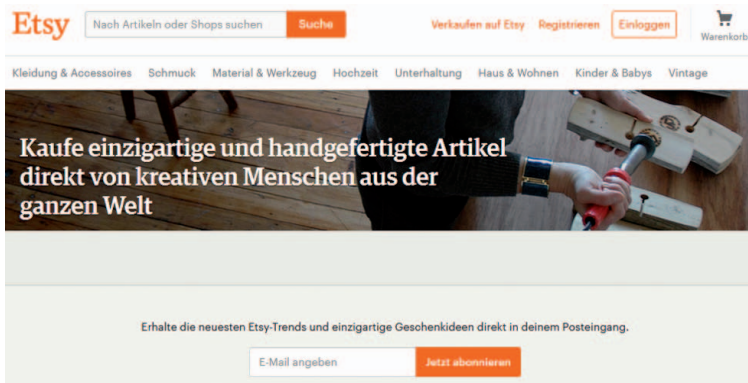 Etsy Nach Artikeln oder Shops suchen Suche Verkaufen auf Etsy Registrieren Einloggen Warenkorb
Kleidung & Accessoires Schmuck Material & Werkzeug Hochzeit Unterhaltung Haus & Wohnen Kinder & Babys Vintage
Kaufe einzigartige und handgefertigte Artikel
direkt von kreativen Menschen aus der
ganzen Welt
Erhalte die neuesten Etsy-Trends und einzigartige Geschenkideen direkt in deinem Posteingang.
E-Mail angeben Jetzt abonnieren